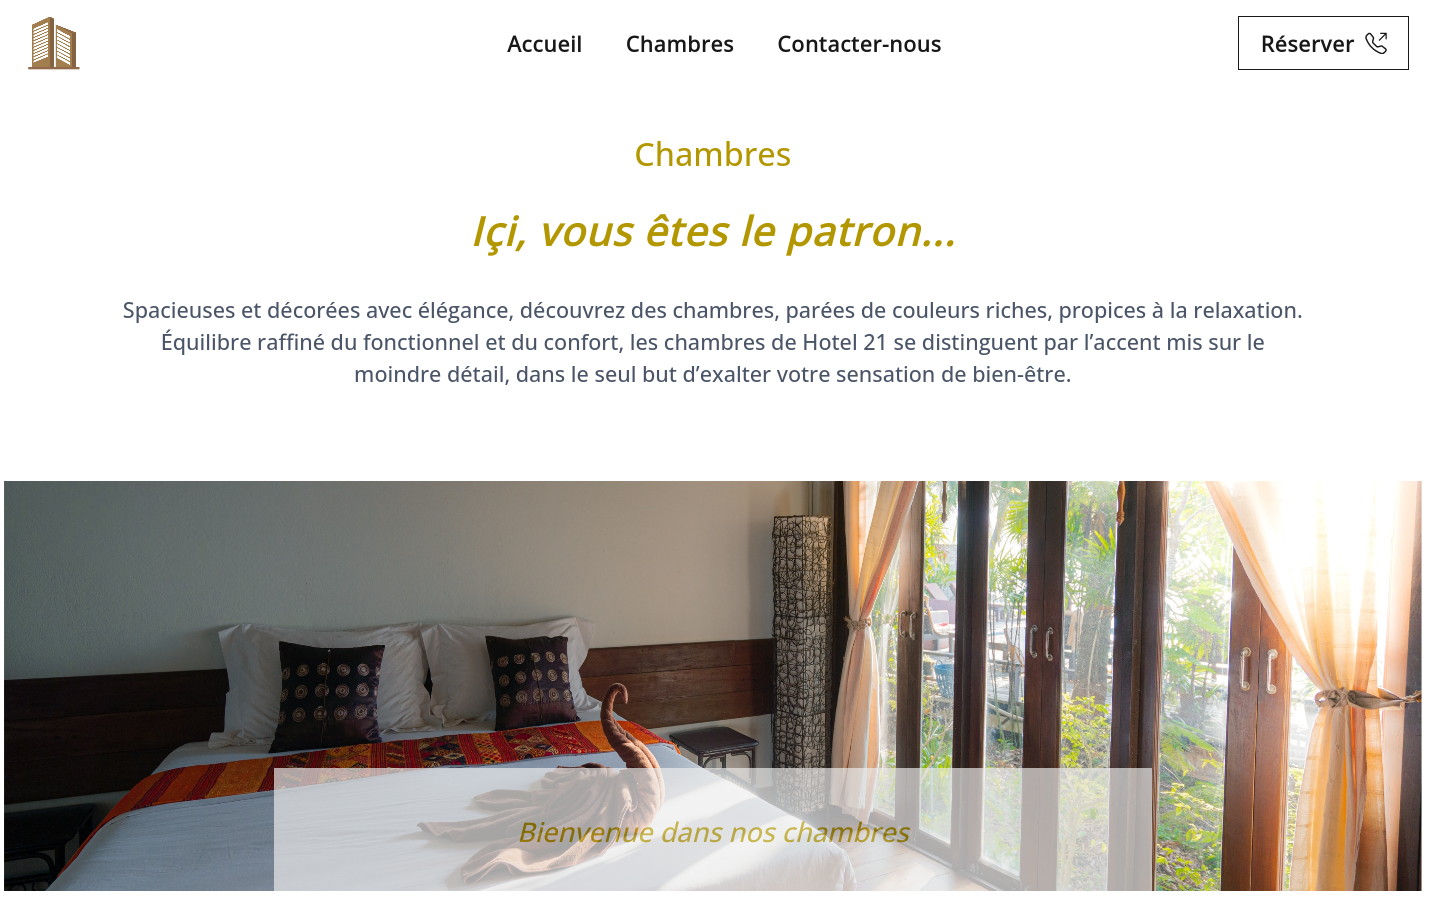 Accueil Chambres Contacter-nous Réserver
Chambres
Içi, vous êtes le patron...
Spacieuses et décorées avec élégance, découvrez des chambres, parées de couleurs riches, propices à la relaxation.
Équilibre raffiné du fonctionnel et du confort, les chambres de Hotel 21 se distinguent par l’accent mis sur le
moindre détail, dans le seul but d’exalter votre sensation de bien-être.
Bienvenue dans nos chambres